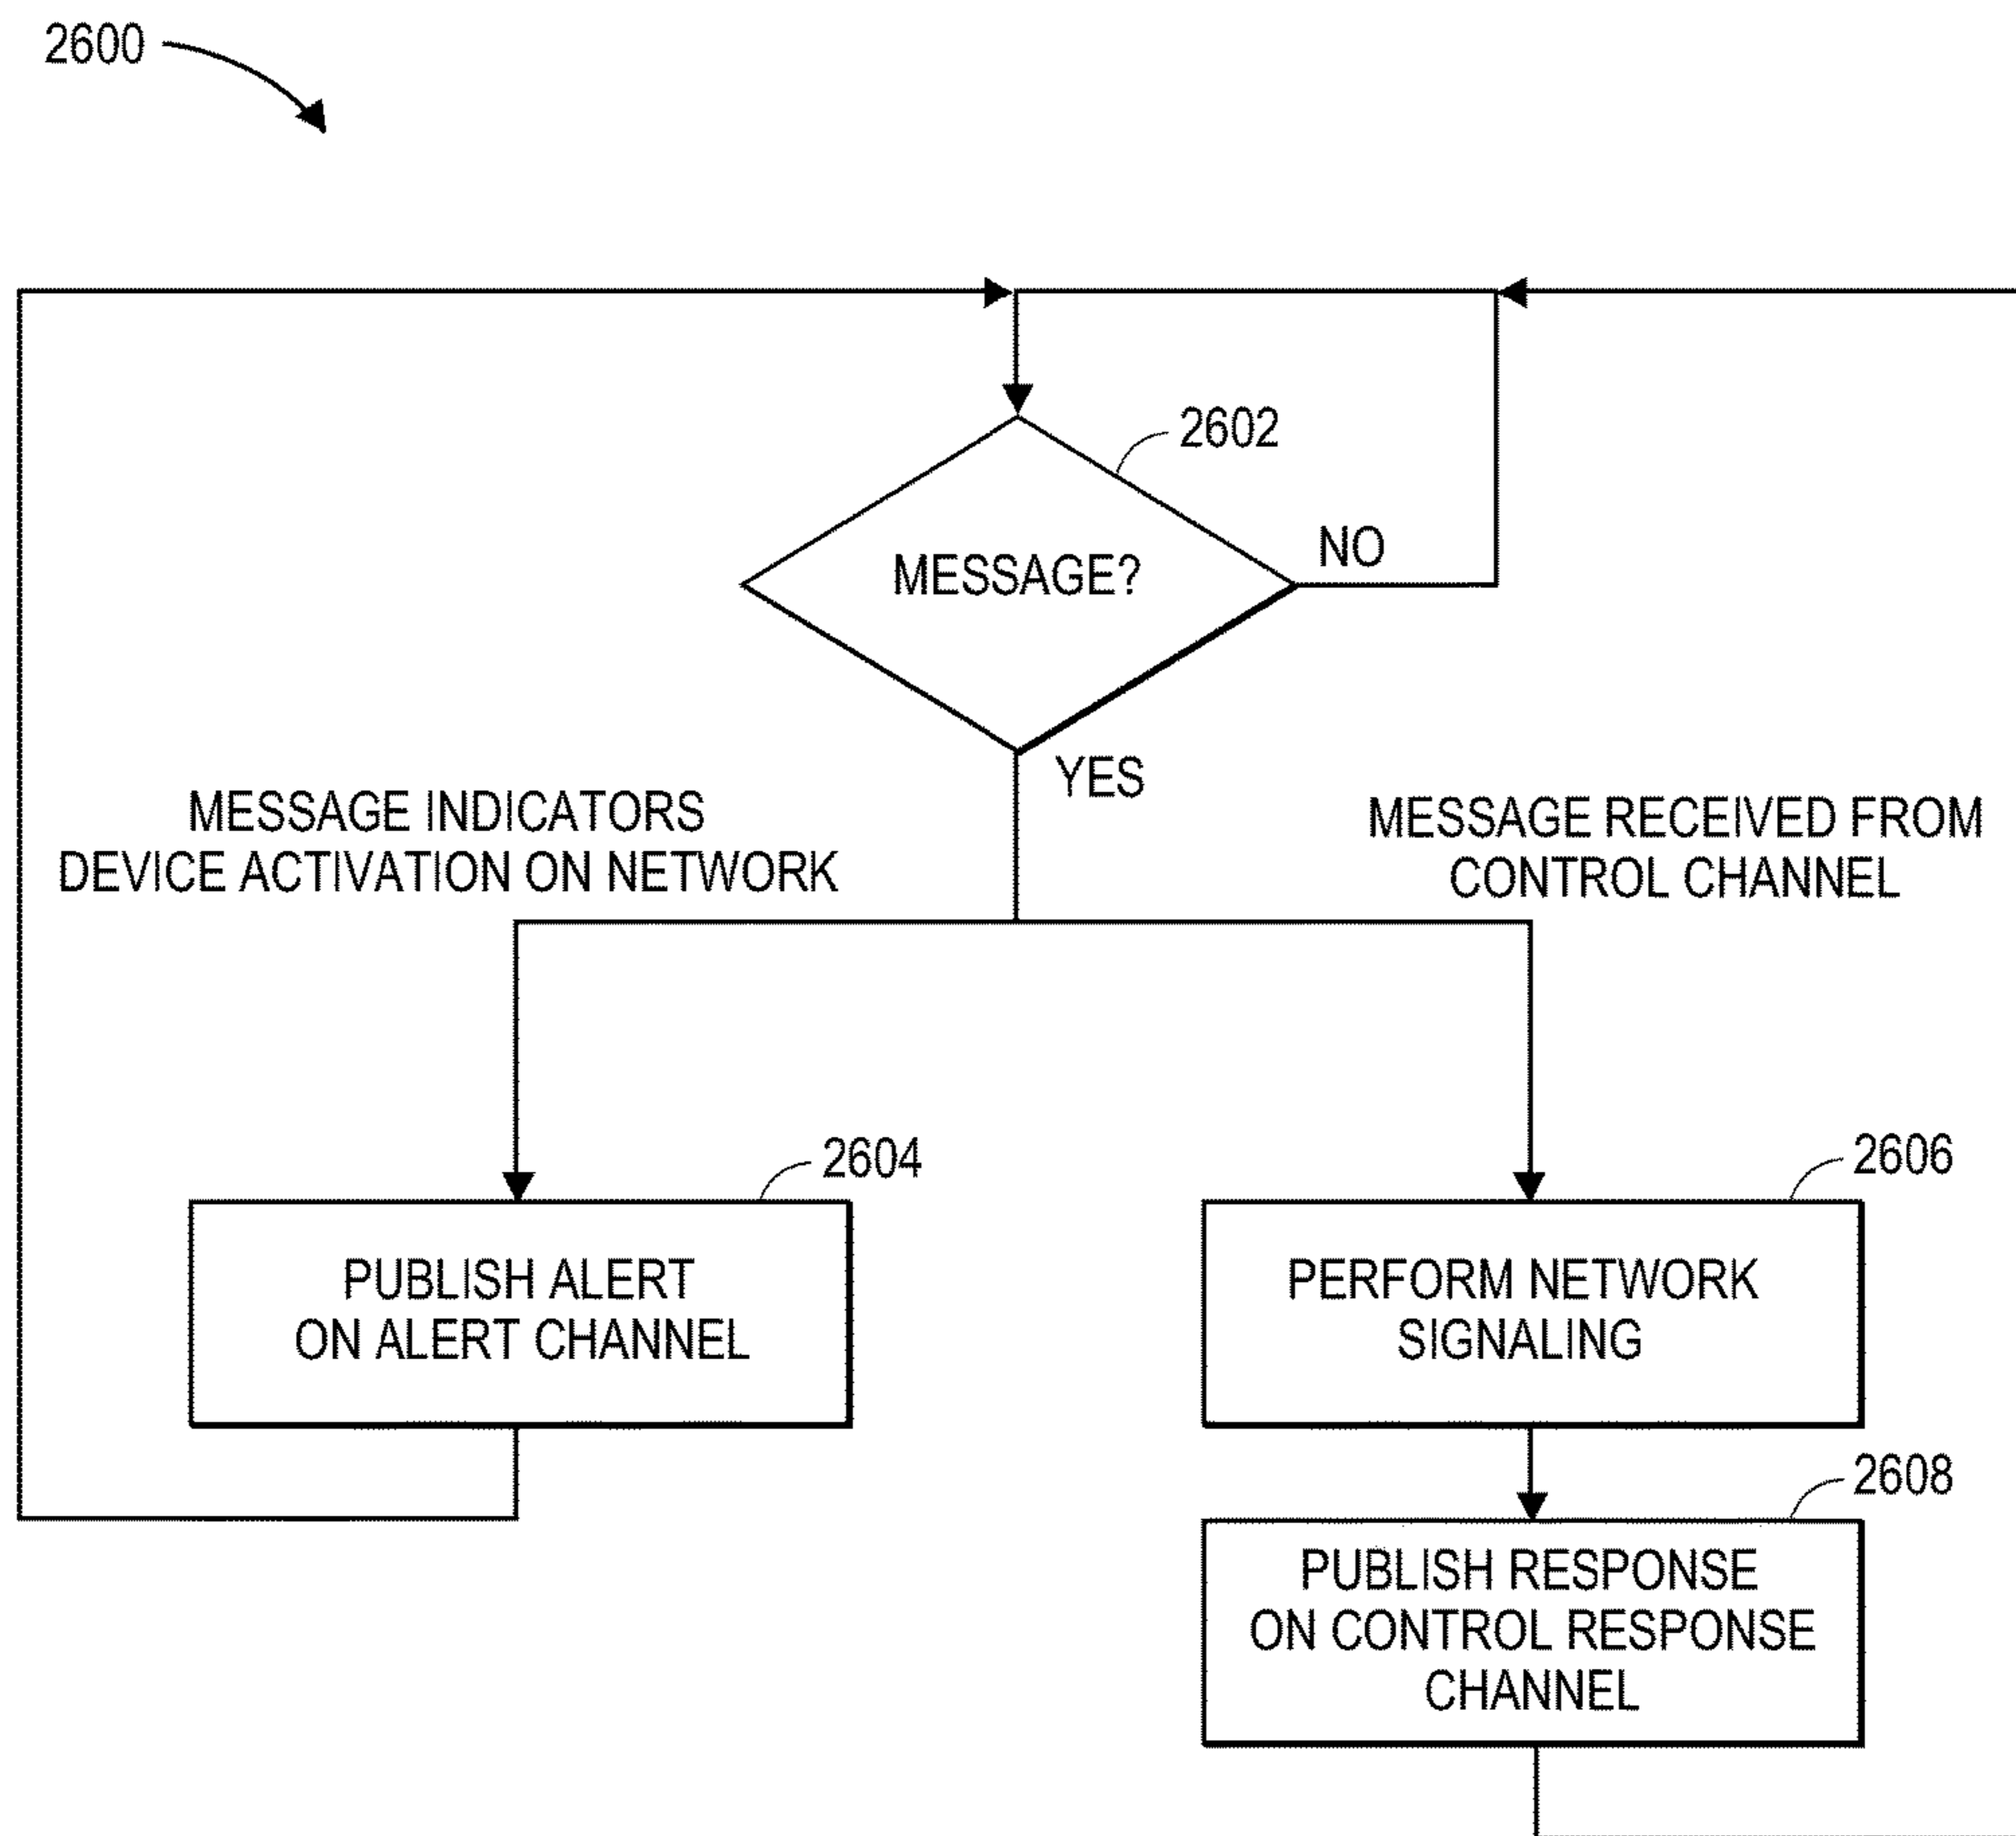 2600
2602
MESSAGE?
NO
YES
MESSAGE INDICATORS
DEVICE ACTIVATION ON NETWORK
MESSAGE RECEIVED FROM
CONTROL CHANNEL
2604
PUBLISH ALERT
ON ALERT CHANNEL
2606
PERFORM NETWORK
SIGNALING
2608
PUBLISH RESPONSE
ON CONTROL RESPONSE
CHANNEL